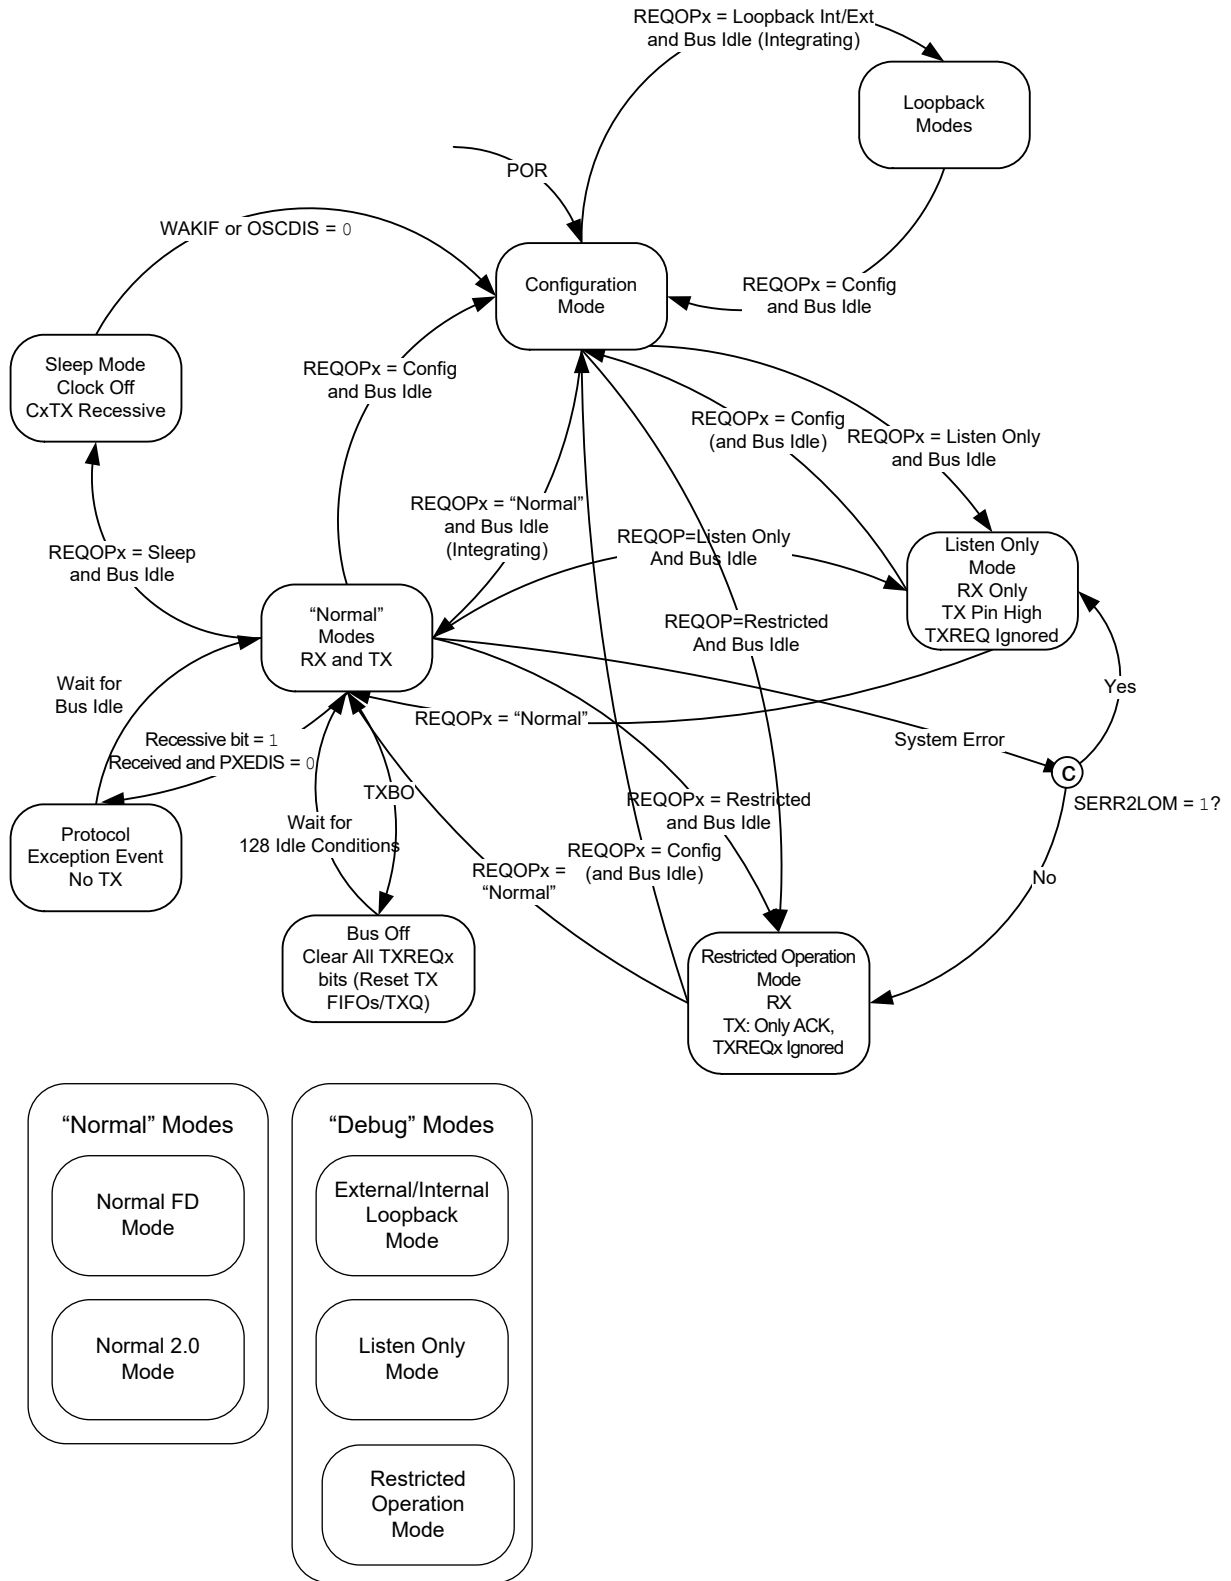 REQOPx = Loopback Int/Ext
and Bus Idle (Integrating)
Loopback
Modes
POR
WAKIF or OSCDIS = 0
Configuration
Mode
REQOPx = Config
and Bus Idle
Sleep Mode
Clock Off
CxTX Recessive
REQOPx = Config
and Bus Idle
REQOPx = Config
(and Bus Idle)
REQOPx = Listen Only
and Bus Idle
REQOPx = “Normal”
and Bus Idle
(Integrating)
REQOP=Listen Only
And Bus Idle
REQOPx = Sleep
and Bus Idle
Listen Only
Mode
RX Only
TX Pin High
TXREQ Ignored
“Normal”
Modes
RX and TX
REQOP=Restricted
And Bus Idle
Wait for
Bus Idle
Yes
REQOPx = “Normal”
System Error
Recessive bit = 1
Received and PXEDIS = 0
C
SERR2LOM = 1?
TXBO
REQOPx = Restricted
and Bus Idle
Wait for
128 Idle Conditions
Protocol
Exception Event
No TX
REQOPx = Config
(and Bus Idle)
REQOPx =
“Normal”
No
Bus Off
Clear All TXREQx
bits (Reset TX
FIFOs/TXQ)
Restricted Operation
Mode
RX
TX: Only ACK,
TXREQx Ignored
“Normal” Modes
Normal FD
Mode
Normal 2.0
Mode
“Debug” Modes
External/Internal
Loopback
Mode
Listen Only
Mode
Restricted
Operation
Mode